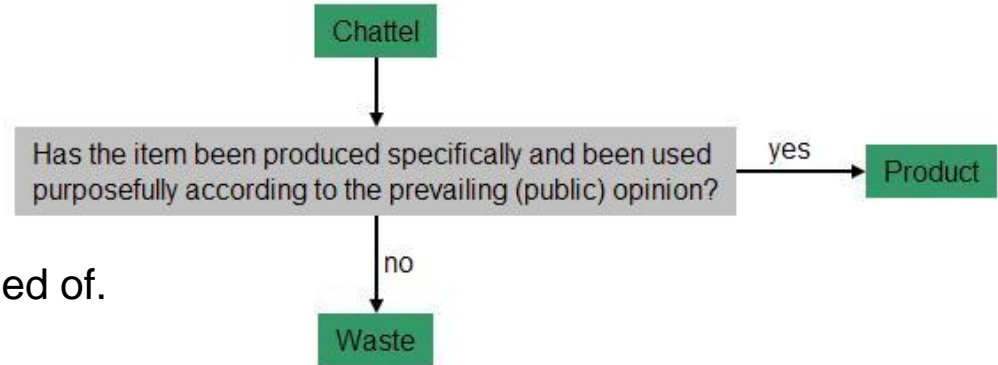 Chattel
Has the item been produced specifically and been used
purposefully according to the prevailing (public) opinion?
yes
Product
no
ed of.
Waste